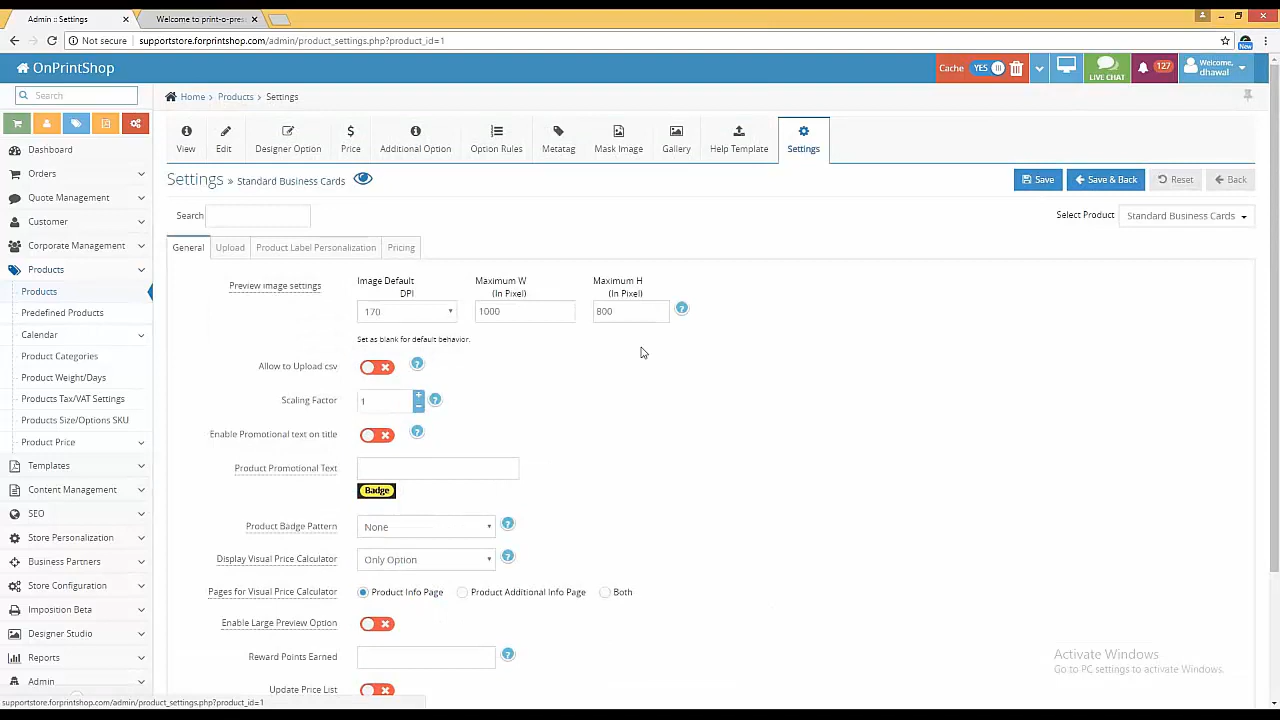 Admin :: Settings
Welcome to print-o-pres
Not secure | supportstore.forprintshop.com/admin/product_settings.php?product_id=1
New
OnPrintShop
Cache YES
LIVE CHAT
127
Welcome,
dhawal
Search
Home > Products > Settings
View
Edit
Designer Option
Price
Additional Option
Option Rules
Metatag
Mask Image
Gallery
Help Template
Settings
Settings » Standard Business Cards
Save
Save & Back
Reset
Back
Search
Select Product
Standard Business Cards
General
Upload
Product Label Personalization
Pricing
Dashboard
Orders
Quote Management
Customer
Corporate Management
Products
Products
Predefined Products
Calendar
Product Categories
Product Weight/Days
Products Tax/VAT Settings
Products Size/Options SKU
Product Price
Templates
Content Management
SEO
Store Personalization
Business Partners
Store Configuration
Imposition Beta
Designer Studio
Reports
Admin
Preview image settings
Image Default DPI
Maximum W (In Pixel)
Maximum H (In Pixel)
170
1000
800
Set as blank for default behavior.
Allow to Upload csv
Scaling Factor
1
Enable Promotional text on title
Product Promotional Text
Badge
Product Badge Pattern
None
Display Visual Price Calculator
Only Option
Pages for Visual Price Calculator
Product Info Page
Product Additional Info Page
Both
Enable Large Preview Option
Reward Points Earned
Update Price List
Activate Windows
Go to PC settings to activate Windows.
supportstore.forprintshop.com/admin/product_settings.php?product_id=1